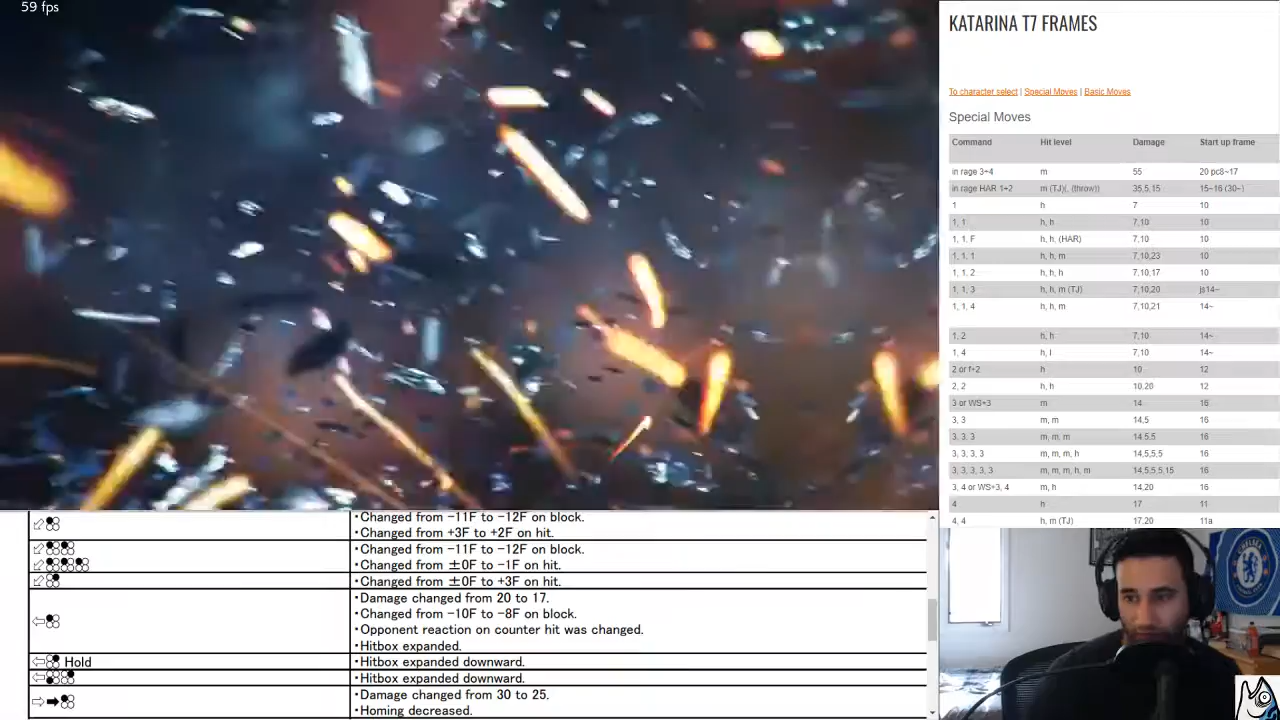 59 fps
KATARINA T7 FRAMES
To character select | Special Moves | Basic Moves
Special Moves
Command Hit level Damage Start up frame
in rage 3+4 m 55 20 pc8~17
in rage HAR 1+2 m (TJ)(, (throw)) 35,5,15 15~16 (30~)
1 h 7 10
1, 1 h, h 7,10 10
1, 1, F h, h, (HAR) 7,10 10
1, 1, 1 h, h, m 7,10,23 10
1, 1, 2 h, h, h 7,10,17 10
1, 1, 3 h, h, m (TJ) 7,10,20 js14~
1, 1, 4 h, h, m 7,10,21 14~
1, 2 h, h 7,10 14~
1, 4 h, l 7,10 14~
2 or f+2 h 10 12
2, 2 h, h 10,20 12
3 or WS+3 m 14 16
3, 3 m, m 14,5 16
3, 3, 3 m, m, m 14,5,5 16
3, 3, 3, 3 m, m, m, h 14,5,5,5 16
3, 3, 3, 3, 3 m, m, m, h, m 14,5,5,5,15 16
3, 4 or WS+3, 4 m, h 14,20 16
4 h 17 11
4, 4 h, m (TJ) 17,20 11a
・Changed from −11F to −12F on block.
・Changed from +3F to +2F on hit.
・Changed from −11F to −12F on block.
・Changed from ±0F to −1F on hit.
・Changed from ±0F to +3F on hit.
・Damage changed from 20 to 17.
・Changed from −10F to −8F on block.
・Opponent reaction on counter hit was changed.
・Hitbox expanded.
Hold ・Hitbox expanded downward.
・Hitbox expanded downward.
・Damage changed from 30 to 25.
・Homing decreased.